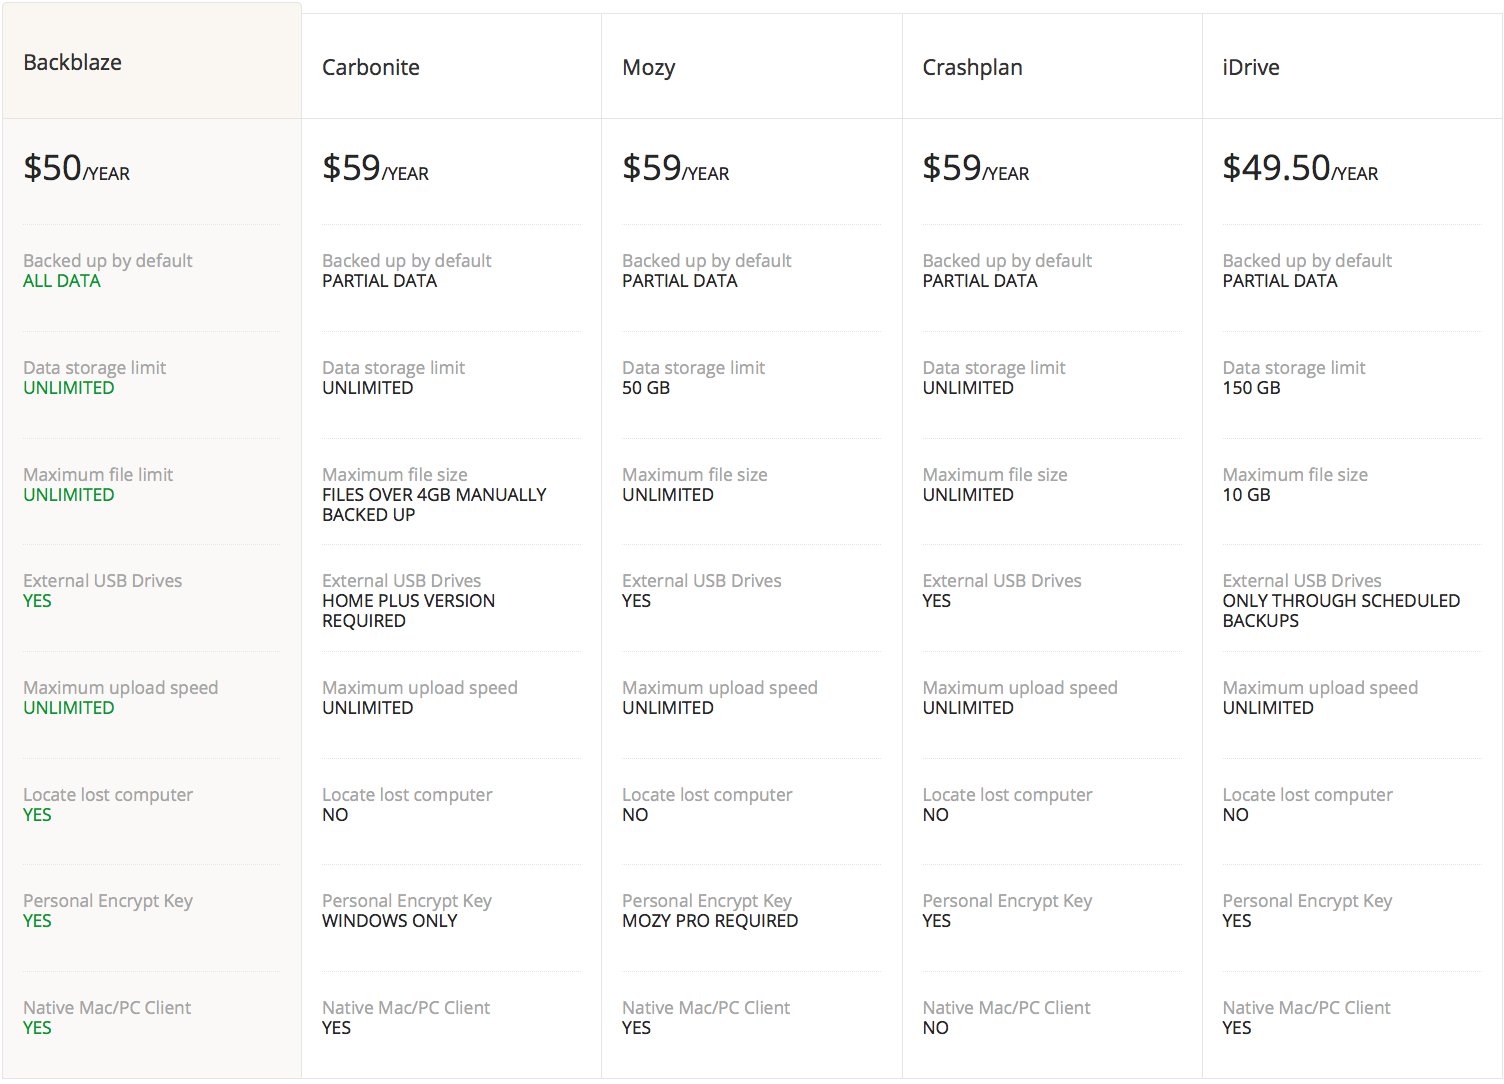 Backblaze
Carbonite
Mozy
Crashplan
iDrive
$50/YEAR
$59/YEAR
$59/YEAR
$59/YEAR
$49.50/YEAR
Backed up by default
ALL DATA
Backed up by default
PARTIAL DATA
Backed up by default
PARTIAL DATA
Backed up by default
PARTIAL DATA
Backed up by default
PARTIAL DATA
Data storage limit
UNLIMITED
Data storage limit
UNLIMITED
Data storage limit
50 GB
Data storage limit
UNLIMITED
Data storage limit
150 GB
Maximum file limit
UNLIMITED
Maximum file size
FILES OVER 4GB MANUALLY
BACKED UP
Maximum file size
UNLIMITED
Maximum file size
UNLIMITED
Maximum file size
10 GB
External USB Drives
YES
External USB Drives
HOME PLUS VERSION
REQUIRED
External USB Drives
YES
External USB Drives
YES
External USB Drives
ONLY THROUGH SCHEDULED
BACKUPS
Maximum upload speed
UNLIMITED
Maximum upload speed
UNLIMITED
Maximum upload speed
UNLIMITED
Maximum upload speed
UNLIMITED
Maximum upload speed
UNLIMITED
Locate lost computer
YES
Locate lost computer
NO
Locate lost computer
NO
Locate lost computer
NO
Locate lost computer
NO
Personal Encrypt Key
YES
Personal Encrypt Key
WINDOWS ONLY
Personal Encrypt Key
MOZY PRO REQUIRED
Personal Encrypt Key
YES
Personal Encrypt Key
YES
Native Mac/PC Client
YES
Native Mac/PC Client
YES
Native Mac/PC Client
YES
Native Mac/PC Client
NO
Native Mac/PC Client
YES